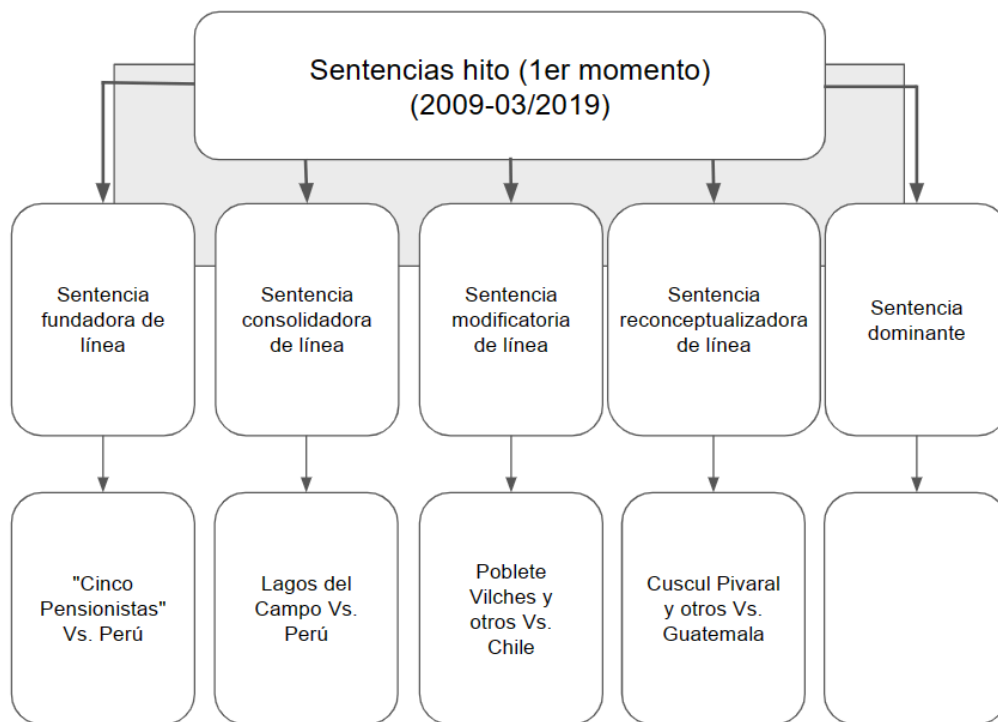 Sentencias hito (1er momento)
(2009-03/2019)
Sentencia
fundadora de
línea
Sentencia
consolidadora
de línea
Sentencia
modificatoria
de línea
Sentencia
reconceptualizadora
de línea
Sentencia
dominante
"Cinco
Pensionistas"
Vs. Perú
Lagos del
Campo Vs.
Perú
Poblete
Vilches y
otros Vs.
Chile
Cuscul Pivaral
y otros Vs.
Guatemala